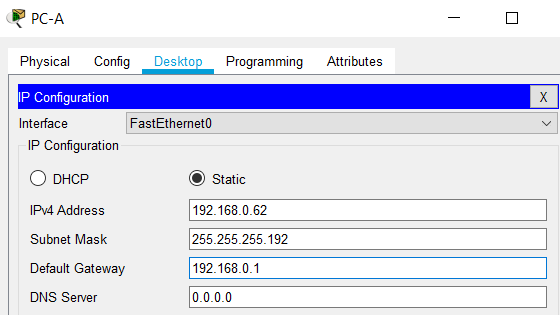 PC-A
Physical Config Desktop Programming Attributes
IP Configuration X
Interface FastEthernet0
IP Configuration
DHCP Static
IPv4 Address 192.168.0.62
Subnet Mask 255.255.255.192
Default Gateway 192.168.0.1
DNS Server 0.0.0.0